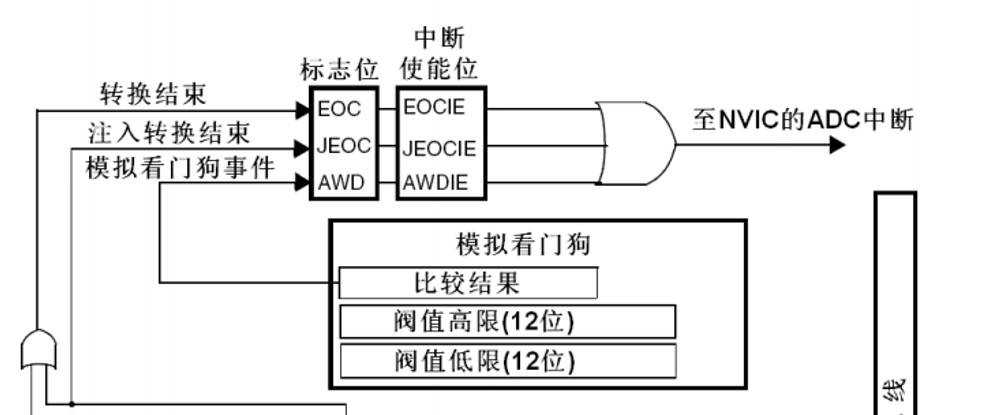 中断
标志位 使能位
转换结束
EOC EOCIE
至NVIC的ADC中断
注入转换结束
JEOC JEOCIE
模拟看门狗事件
AWD AWDIE
模拟看门狗
比较结果
阀值高限(12位)
阀值低限(12位)
线